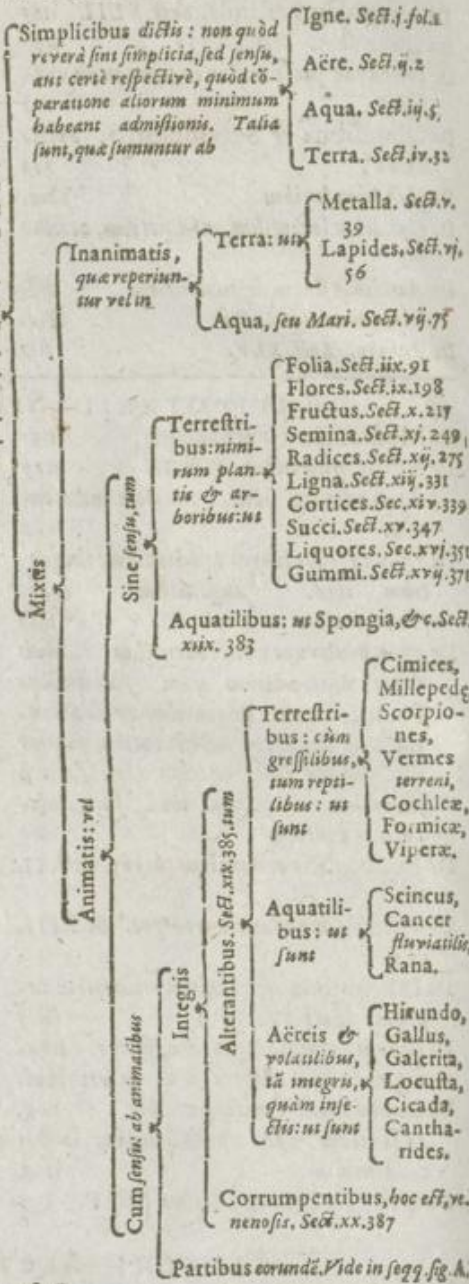 Simplicibus dictis: non quòd
reverà sint simplicia, sed sensu,
aut certè respectivè, quòd cō-
paratione aliorum minimum
habeant admistionis. Talia
sunt, quæ sumuntur ab
Igne. Sect.j.fol.1
Aëre. Sect.ij.2
Aqua. Sect.iij.5
Terra. Sect.iv.32
Mixtis
Inanimatis,
quæ reperiun-
tur vel in
Terra: ut
Metalla. Sect.v.
39
Lapides. Sect.vj.
56
Aqua, seu Mari. Sect.vij.75
Animatis: vel
Sine sensu, tum
Terrestri-
bus: nimi-
rum plan-
tis & ar-
boribus: ut
Folia. Sect.iix.91
Flores. Sect.ix.198
Fructus. Sect.x.217
Semina. Sect.xj.249
Radices. Sect.xij.275
Ligna. Sect.xiij.331
Cortices. Sec.xiv.339
Succi. Sect.xv.347
Liquores. Sec.xvj.351
Gummi. Sect.xvij.371
Aquatilibus: ut Spongia, &c. Sect.
xiix. 383
Cum sensu: ab animalibus
Integris
Alterantibus. Sect.xix.385, tum
Terrestri-
bus: cùm
gressilibus,
tum repti-
libus: ut
sunt
Cimices,
Millepedę
Scorpio-
nes,
Vermes
terreni,
Cochleæ,
Formicæ,
Viperæ.
Aquatili-
bus: ut
sunt
Scincus,
Cancer
fluviatilis,
Rana.
Aëreis &
volatilibus,
tā integris,
quàm inse-
ctis: ut sunt
Hirundo,
Gallus,
Galerita,
Locusta,
Cicada,
Cantha-
rides.
Corrumpentibus, hoc est, ve-
nenosis. Sect.xx.387
Partibus eorundē. Vide in seqq. fig. A.